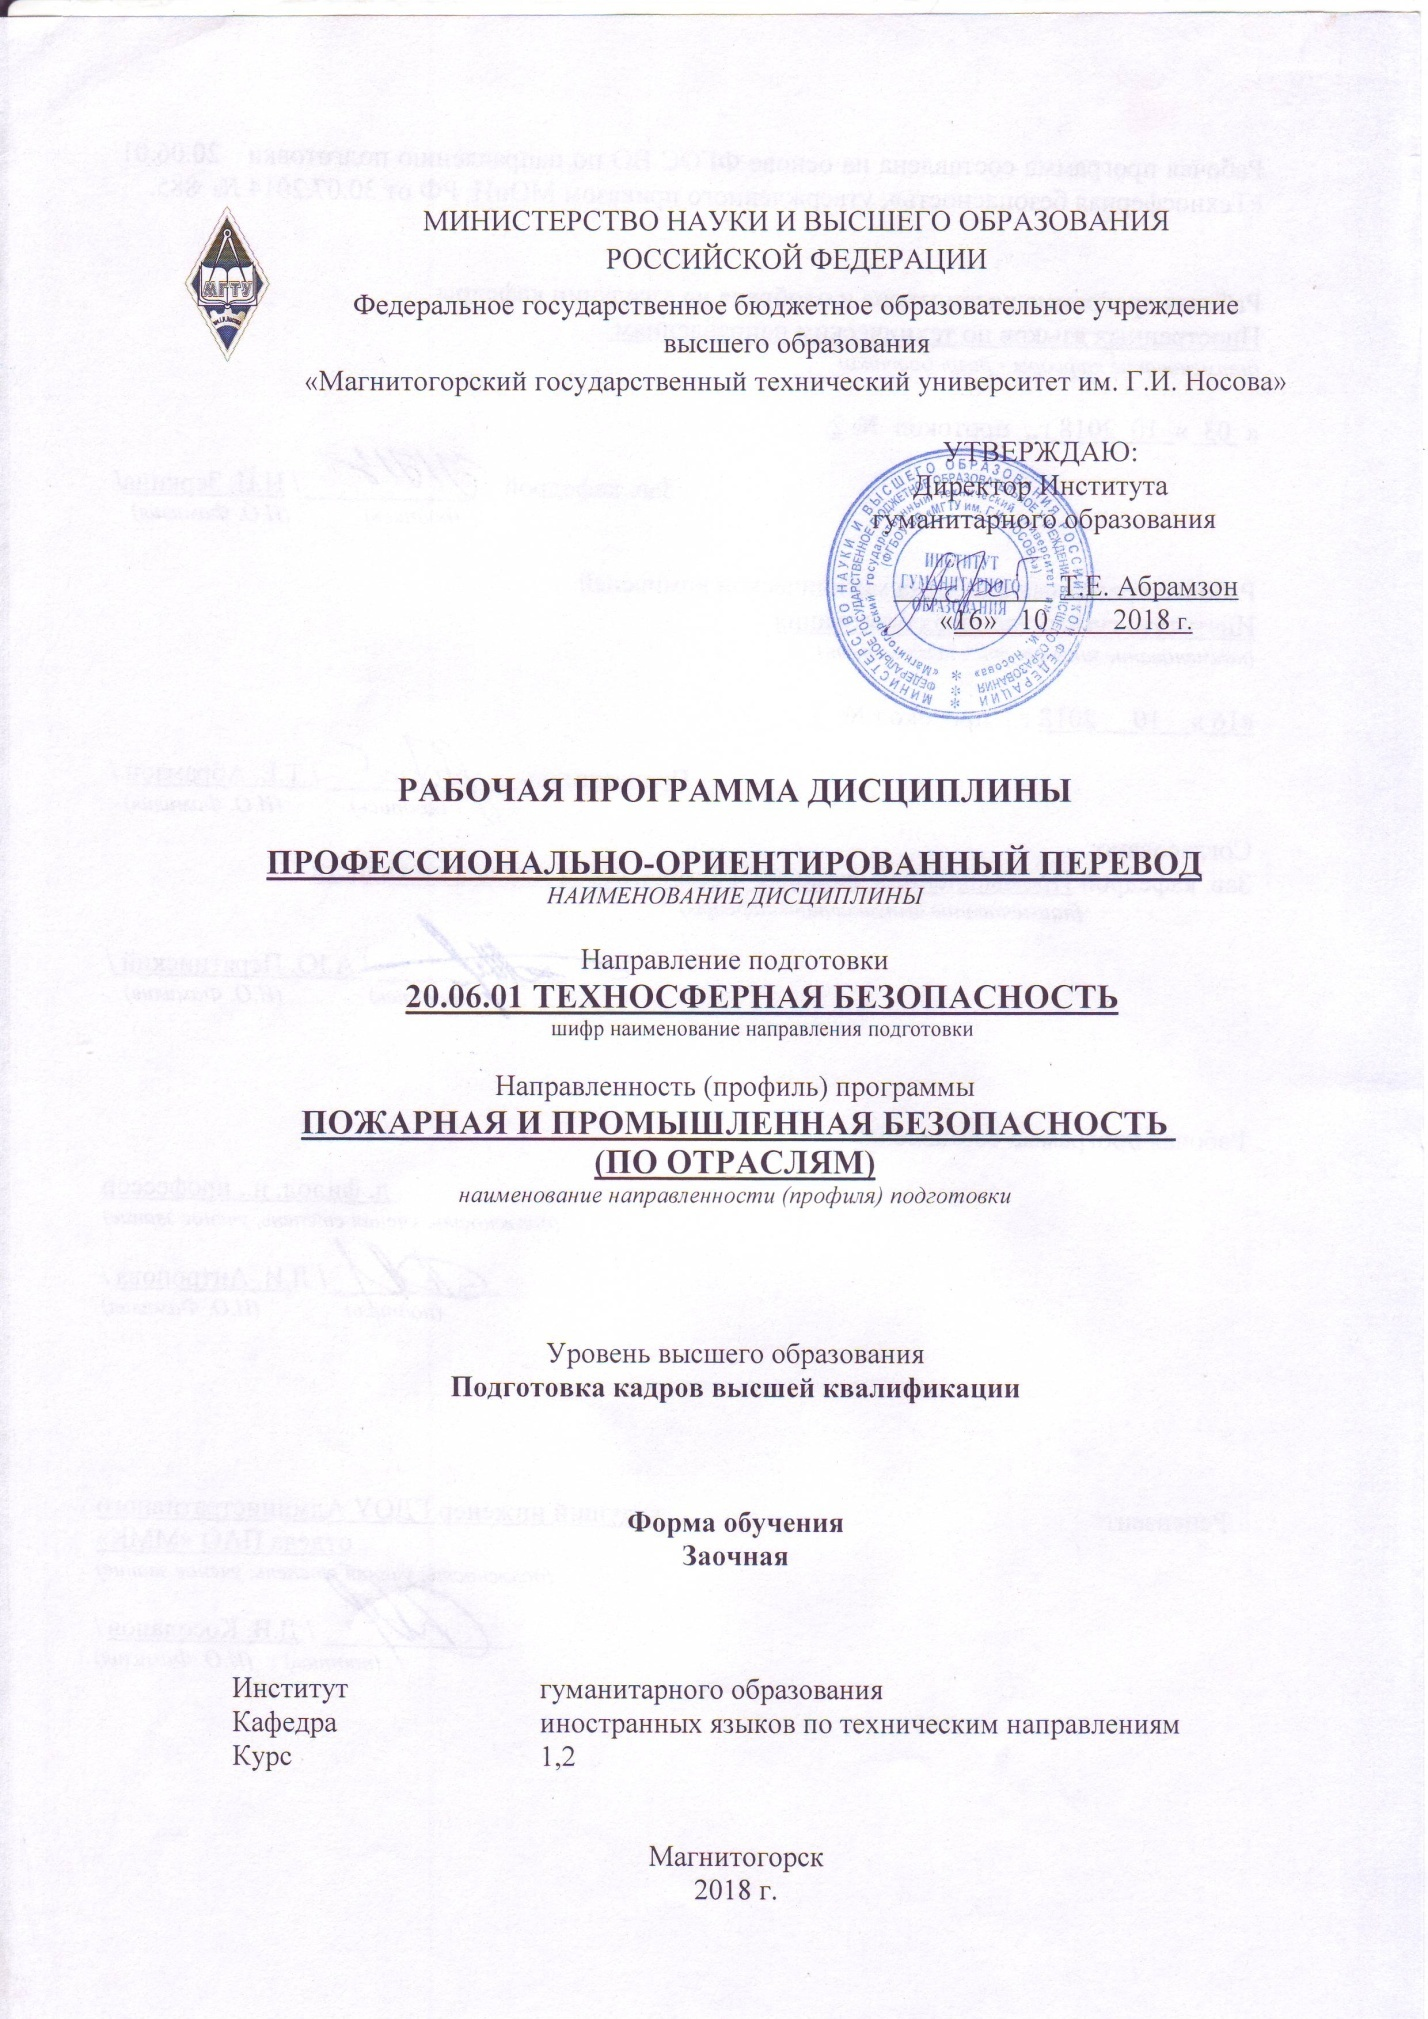 МИНИСТЕРСТВО НАУКИ И ВЫСШЕГО ОБРАЗОВАНИЯ
РОССИЙСКОЙ ФЕДЕРАЦИИ
Федеральное государственное бюджетное образовательное учреждение
высшего образования
«Магнитогорский государственный технический университет им. Г.И. Носова»
МГТУ
УТВЕРЖДАЮ:
Директор Института
гуманитарного образования
ИНСТИТУТ
ГУМАНИТАРНОГО
ОБРАЗОВАНИЯ
Т.Е. Абрамзон
«16» 10 2018 г.
РАБОЧАЯ ПРОГРАММА ДИСЦИПЛИНЫ
ПРОФЕССИОНАЛЬНО-ОРИЕНТИРОВАННЫЙ ПЕРЕВОД
НАИМЕНОВАНИЕ ДИСЦИПЛИНЫ
Направление подготовки
20.06.01 ТЕХНОСФЕРНАЯ БЕЗОПАСНОСТЬ
шифр наименование направления подготовки
Направленность (профиль) программы
ПОЖАРНАЯ И ПРОМЫШЛЕННАЯ БЕЗОПАСНОСТЬ
(ПО ОТРАСЛЯМ)
наименование направленности (профиля) подготовки
Уровень высшего образования
Подготовка кадров высшей квалификации
Форма обучения
Заочная
Институт гуманитарного образования
Кафедра иностранных языков по техническим направлениям
Курс 1,2
Магнитогорск
2018 г.